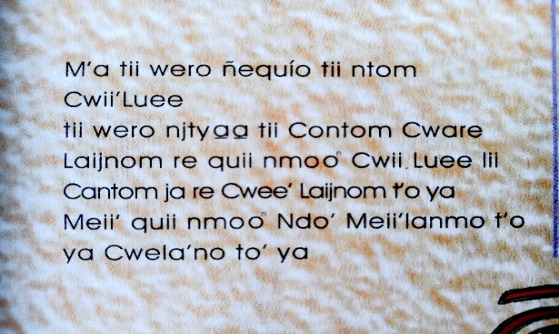 M'a tii wero ñequío tii ntom
Cwii'Luee
tii wero njtyaa tii Contom Cware
Laijnom re quii nmoo° Cwii Luee lii
Cantom ja re Cwee' Laijnom t'o ya
Meii' quii nmoo° Ndo' Meii'lanmo t'o
ya Cwela'no to' ya